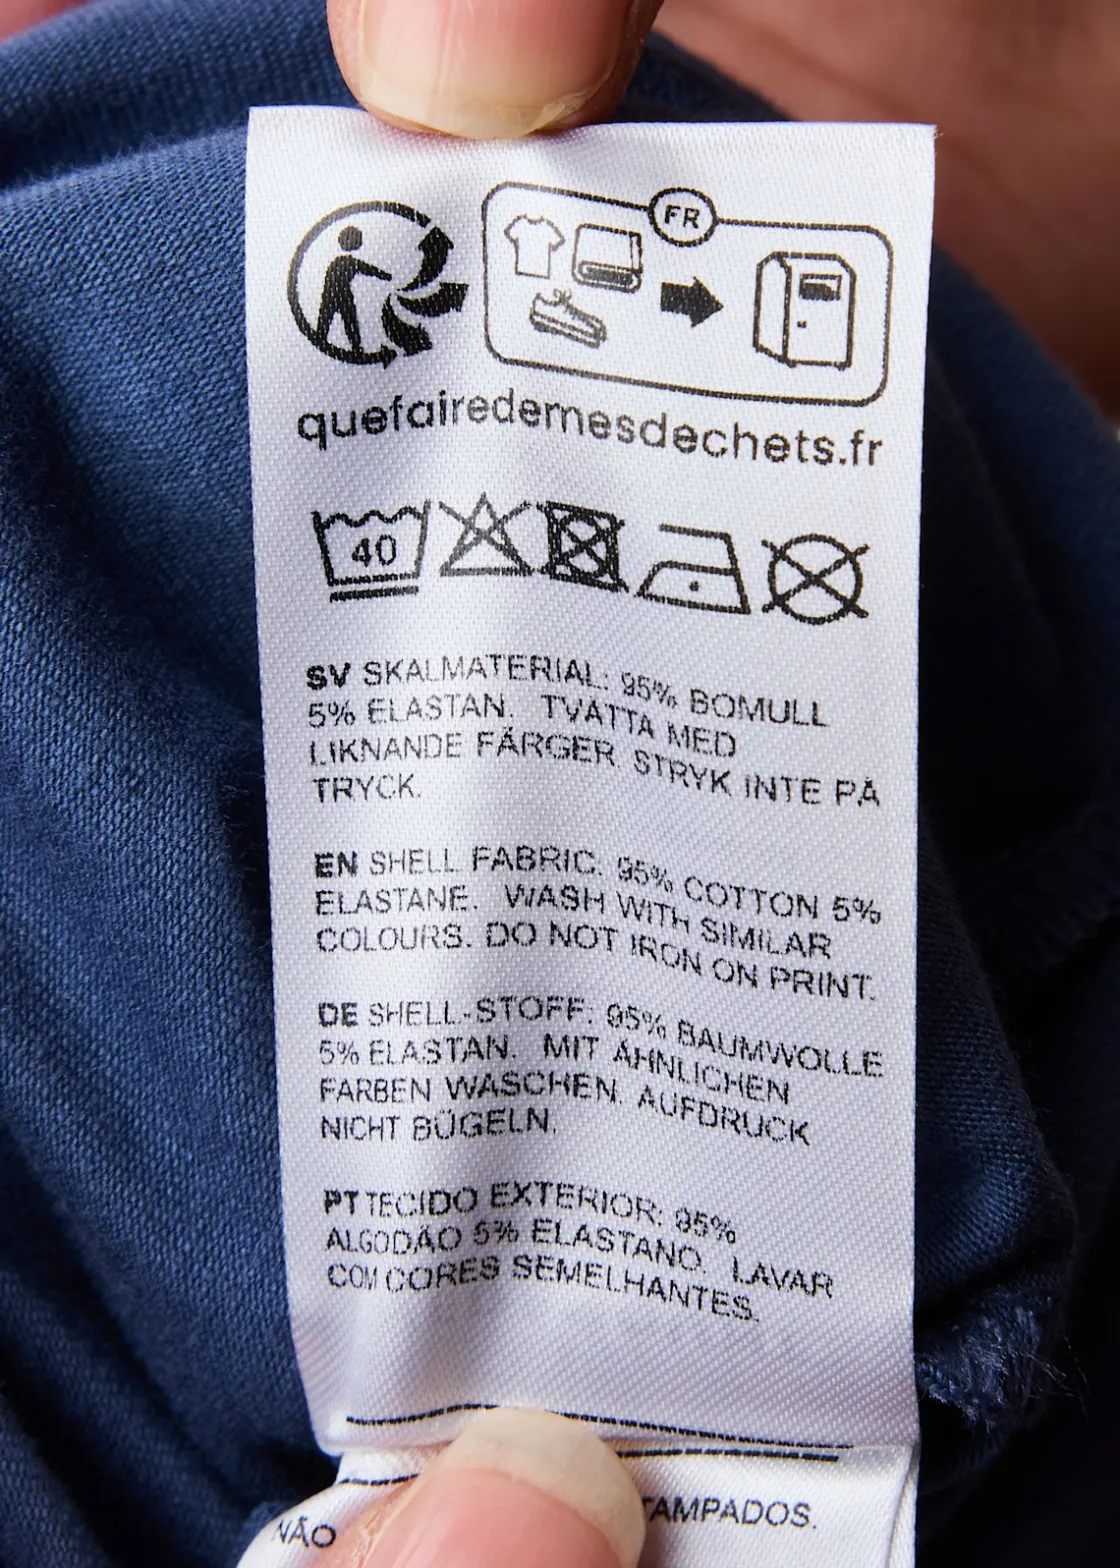 FR
quefairedemesdechets.fr
40
SV SKALMATERIAL: 95% BOMULL
5% ELASTAN. TVÄTTA MED
LIKNANDE FÄRGER STRYK INTE PÅ
TRYCK.
EN SHELL FABRIC: 95% COTTON 5%
ELASTANE. WASH WITH SIMILAR
COLOURS. DO NOT IRON ON PRINT.
DE SHELL-STOFF: 95% BAUMWOLLE
5% ELASTAN. MIT ÄHNLICHEN
FARBEN WASCHEN. AUFDRUCK
NICHT BÜGELN.
PT TECIDO EXTERIOR: 95%
ALGODÃO 5% ELASTANO. LAVAR
COM CORES SEMELHANTES.
NÃO TAMPADOS.